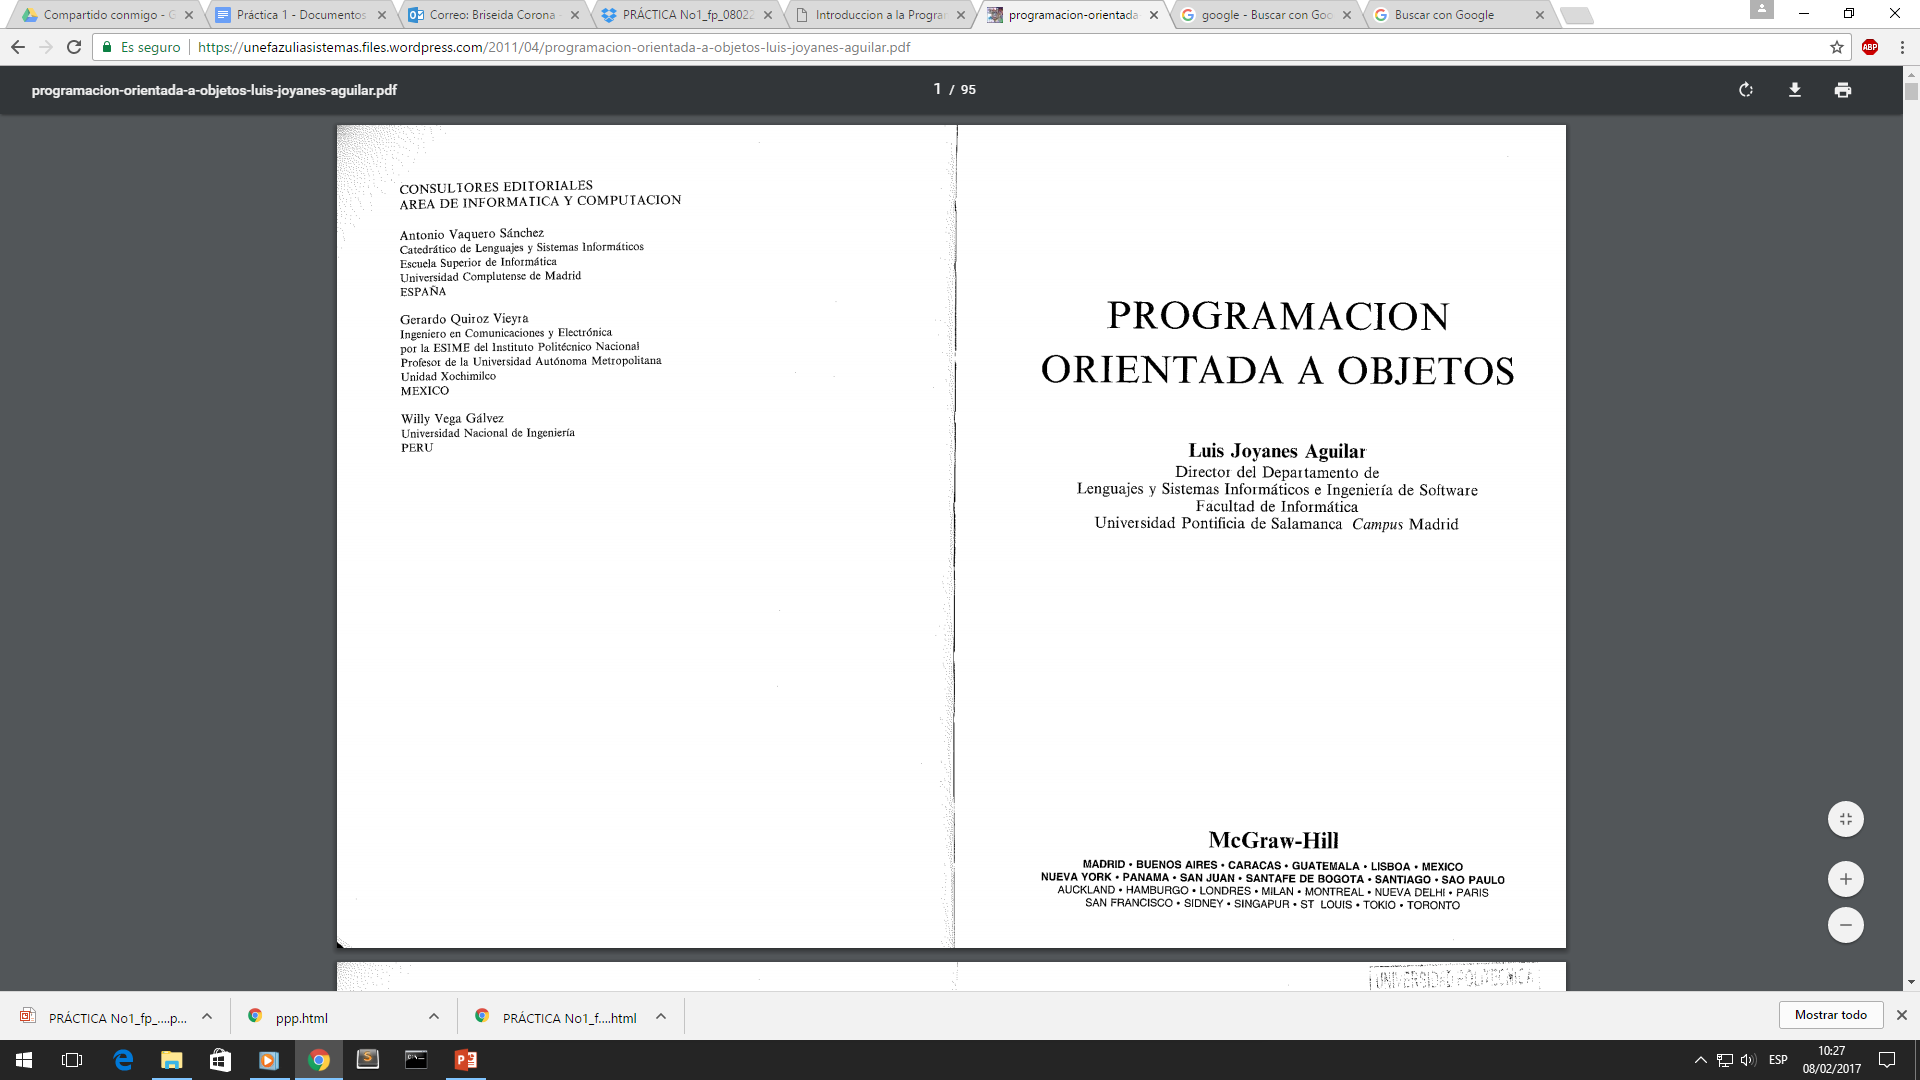 Compartido conmigo - G
Práctica 1 - Documentos
Correo: Briseida Corona
PRÁCTICA No1_fp_08022
Introduccion a la Progra
programacion-orientada
google - Buscar con Goo
Buscar con Google
Es seguro
https://unefazuliasistemas.files.wordpress.com/2011/04/programacion-orientada-a-objetos-luis-joyanes-aguilar.pdf
ABP
programacion-orientada-a-objetos-luis-joyanes-aguilar.pdf
1 / 95
CONSULTORES EDITORIALES
AREA DE INFORMATICA Y COMPUTACION
Antonio Vaquero Sánchez
Catedrático de Lenguajes y Sistemas Informáticos
Escuela Superior de Informática
Universidad Complutense de Madrid
ESPAÑA
Gerardo Quiroz Vieyra
Ingeniero en Comunicaciones y Electrónica
por la ESIME del Instituto Politécnico Nacional
Profesor de la Universidad Autónoma Metropolitana
Unidad Xochimilco
MEXICO
Willy Vega Gálvez
Universidad Nacional de Ingeniería
PERU
PROGRAMACION
ORIENTADA A OBJETOS
Luis Joyanes Aguilar
Director del Departamento de
Lenguajes y Sistemas Informáticos e Ingeniería de Software
Facultad de Informática
Universidad Pontificia de Salamanca Campus Madrid
McGraw-Hill
MADRID • BUENOS AIRES • CARACAS • GUATEMALA • LISBOA • MEXICO
NUEVA YORK • PANAMA • SAN JUAN • SANTAFE DE BOGOTA • SANTIAGO • SAO PAULO
AUCKLAND • HAMBURGO • LONDRES • MILAN • MONTREAL • NUEVA DELHI • PARIS
SAN FRANCISCO • SIDNEY • SINGAPUR • ST LOUIS • TOKIO • TORONTO
UNIVERSIDAD POLITECNICA
PRÁCTICA No1_fp_....p...
ppp.html
PRÁCTICA No1_f....html
Mostrar todo
ESP
10:27
08/02/2017